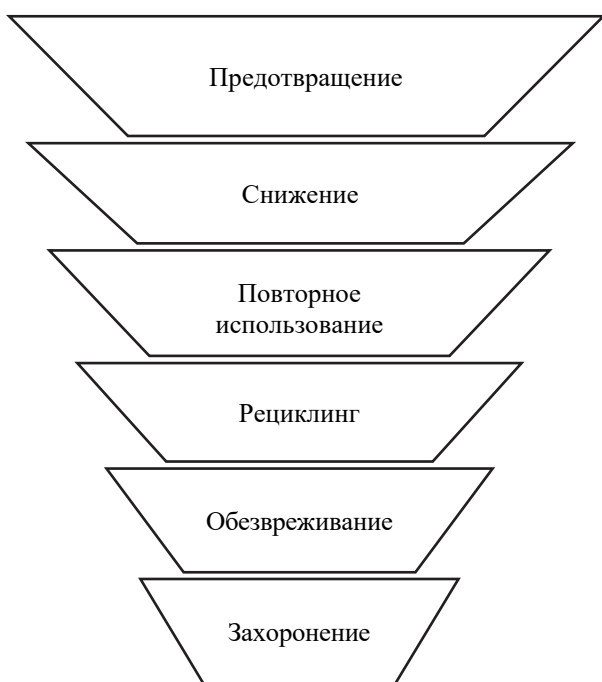 Предотвращение
Снижение
Повторное
использование
Рециклинг
Обезвреживание
Захоронение